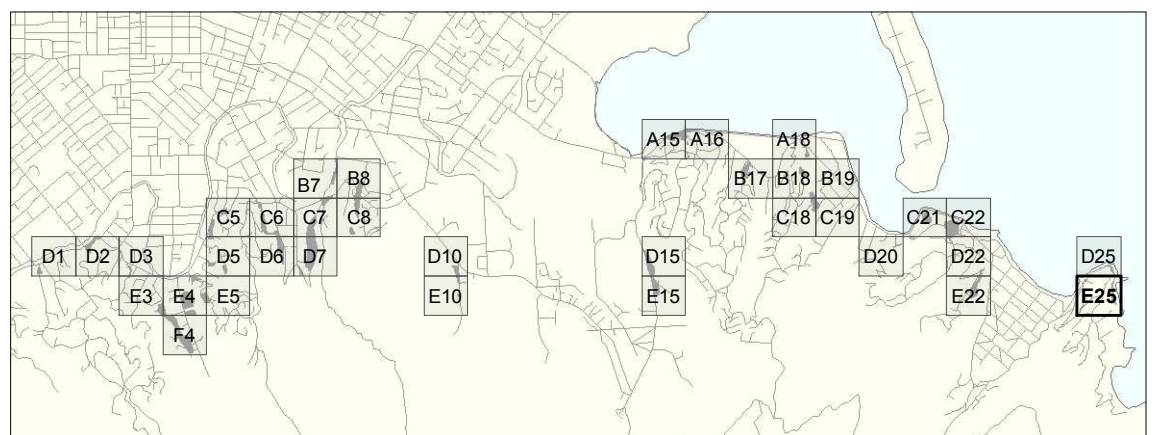 A15 A16 A18
B7 B8 B17 B18 B19
C5 C6 C7 C8 C18 C19 C21 C22
D1 D2 D3 D5 D6 D7 D10 D15 D20 D22 D25
E3 E4 E5 E10 E15 E22 E25
F4